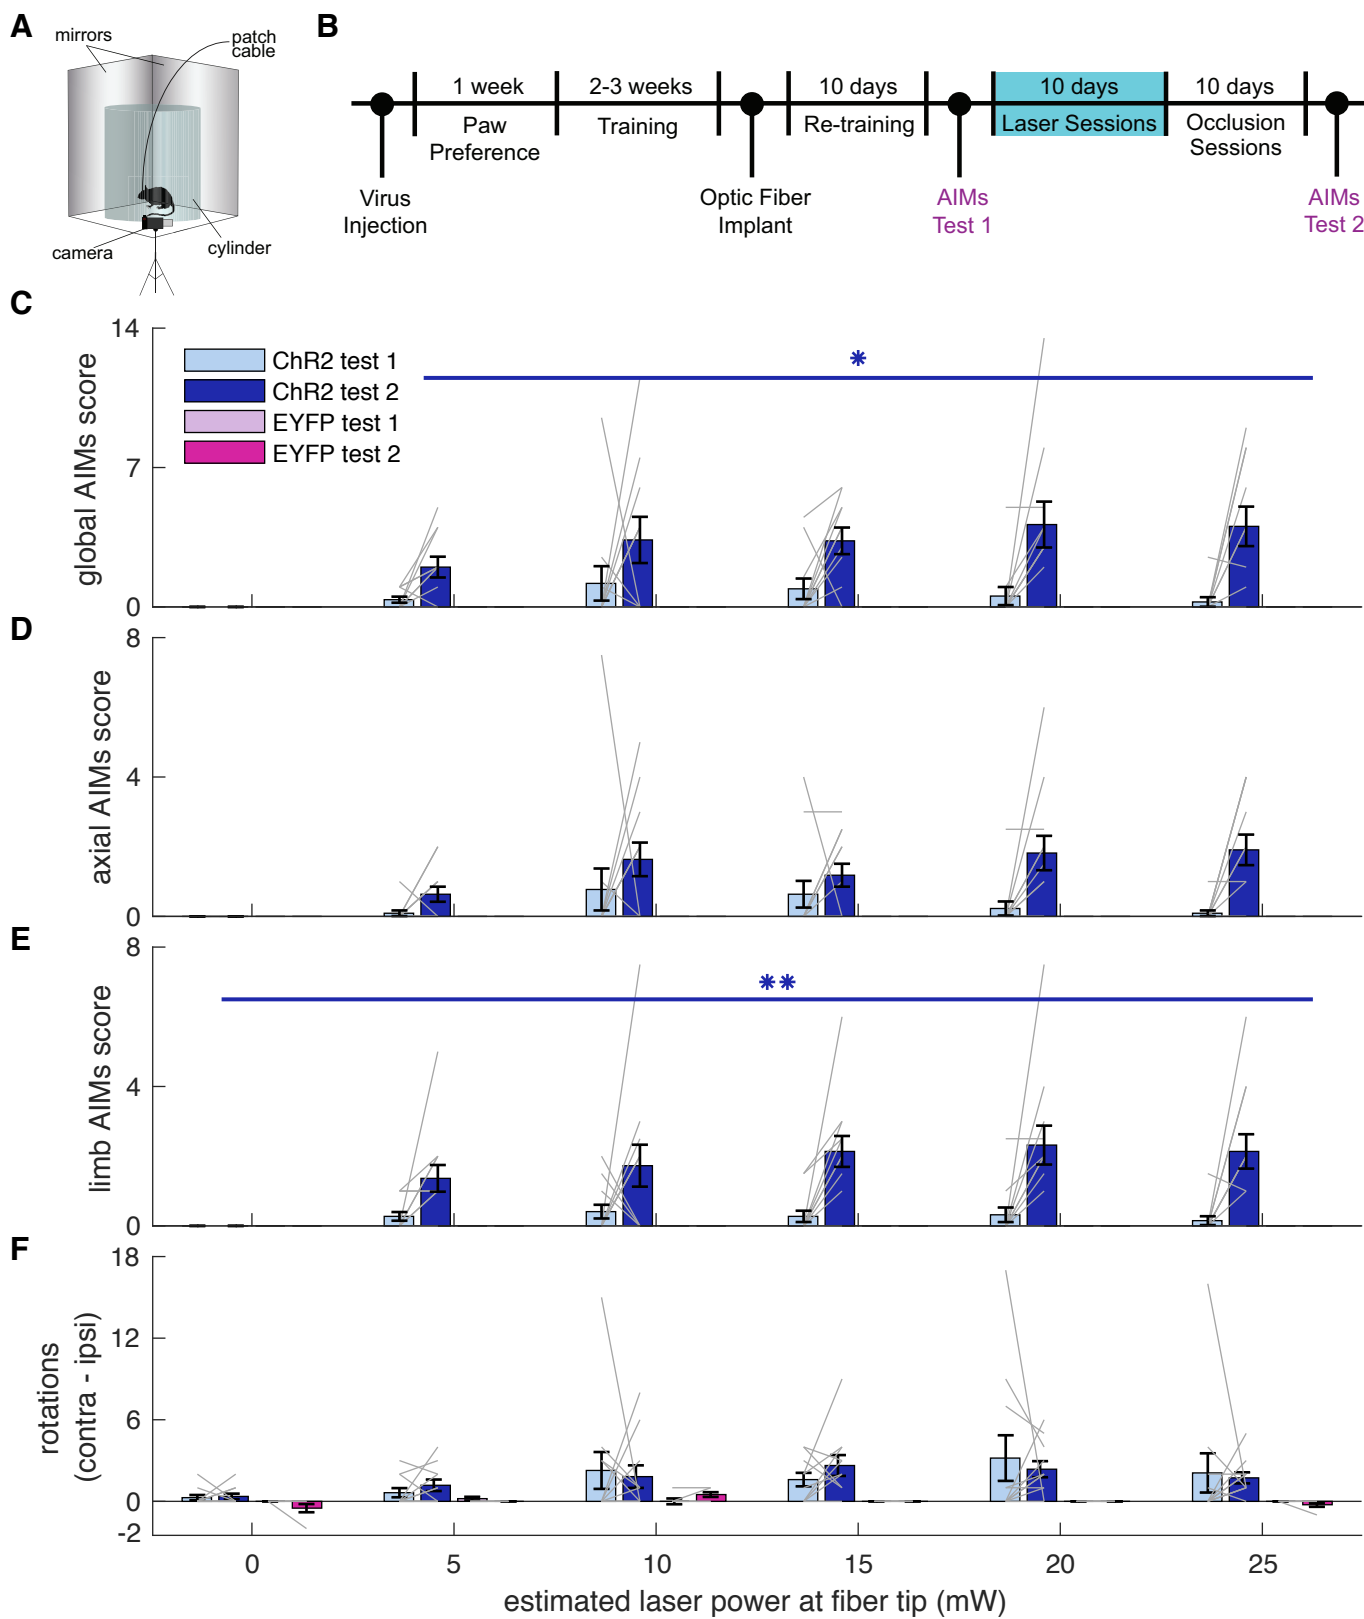 A
mirrors
patch
cable
camera
cylinder
B
1 week
2-3 weeks
10 days
10 days
10 days
Paw
Preference
Training
Re-training
Laser Sessions
Occlusion
Sessions
Virus
Injection
Optic Fiber
Implant
AIMs
Test 1
AIMs
Test 2
C
global AIMs score
14
7
0
ChR2 test 1
ChR2 test 2
EYFP test 1
EYFP test 2
*
D
axial AIMs score
8
4
0
E
limb AIMs score
8
4
0
**
F
rotations
(contra - ipsi)
18
12
6
0
-2
0 5 10 15 20 25
estimated laser power at fiber tip (mW)